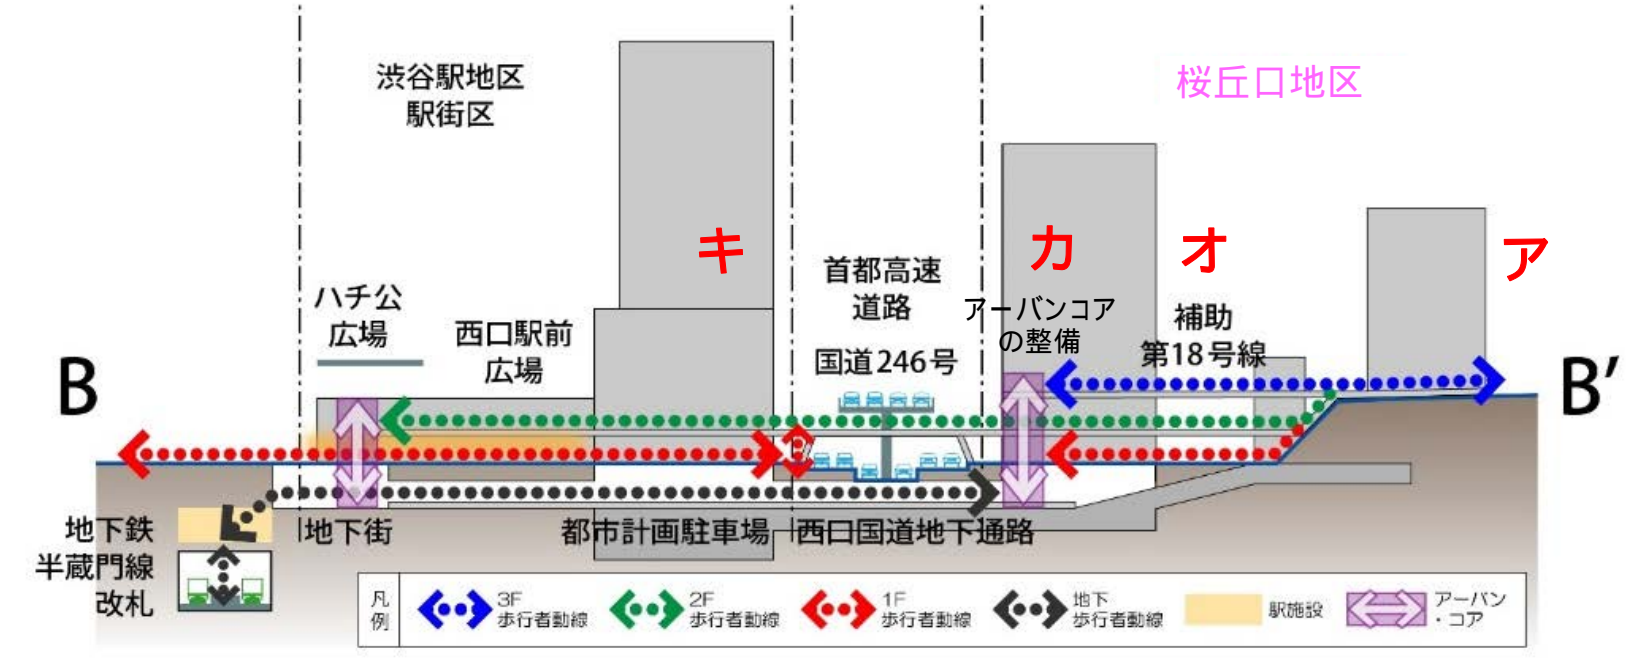 渋谷駅地区
駅街区
桜丘口地区
キ
カ
オ
ア
ハチ公
広場
西口駅前
広場
首都高速
道路
国道246号
アーバンコア
の整備
補助
第18号線
B
B′
地下鉄
半蔵門線
改札
地下街
都市計画駐車場
西口国道地下通路
凡
例
3F
歩行者動線
2F
歩行者動線
1F
歩行者動線
地下
歩行者動線
駅施設
アーバン
・コア